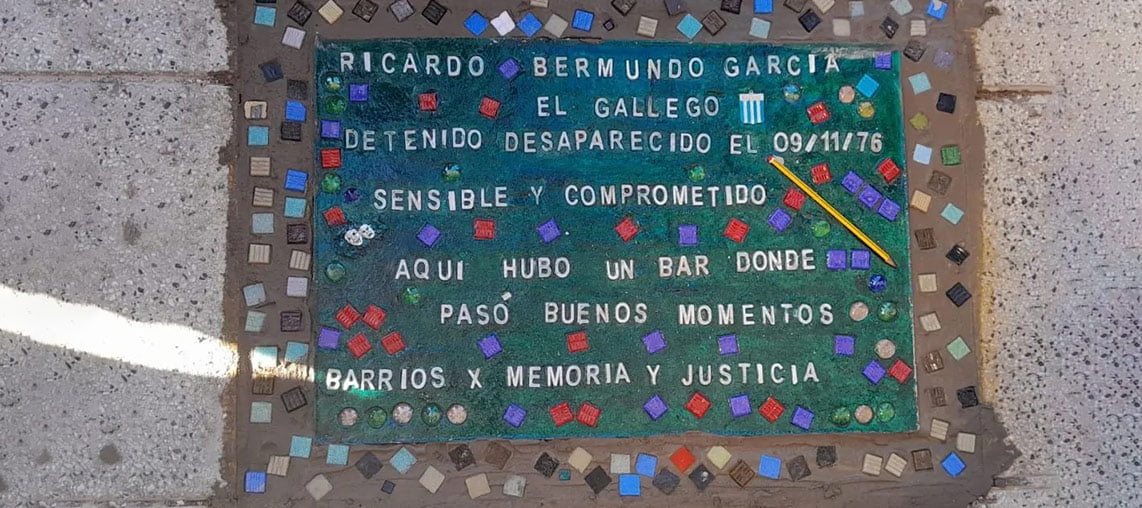 RICARDO BERMUNDO GARCIA
EL GALLEGO
DETENIDO DESAPARECIDO EL 09/11/76
SENSIBLE Y COMPROMETIDO
AQUI HUBO UN BAR DONDE
PASÓ BUENOS MOMENTOS
BARRIOS X MEMORIA Y JUSTICIA